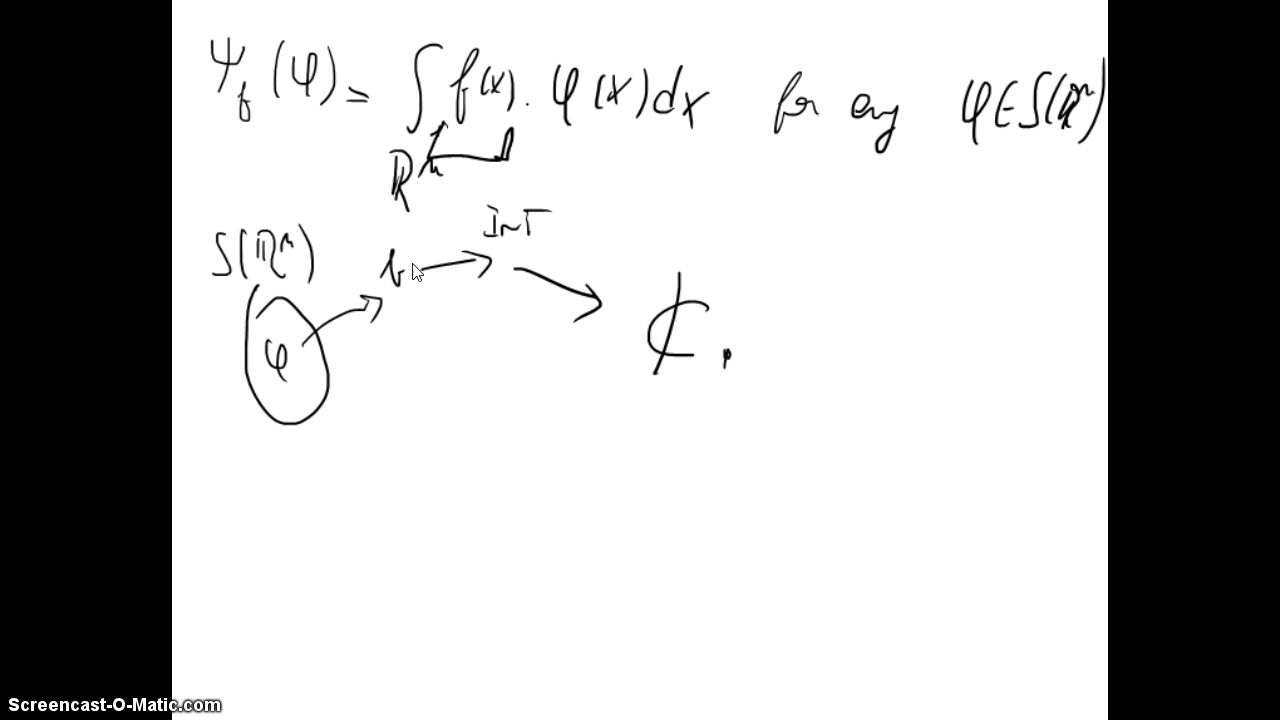 Ψ_f(φ) = ∫_{ℝⁿ} f(x) · φ(x) dx for any φ ∈ S(ℝⁿ)
S(ℝⁿ)
INT
f
φ
ℂ.
Screencast-O-Matic.com